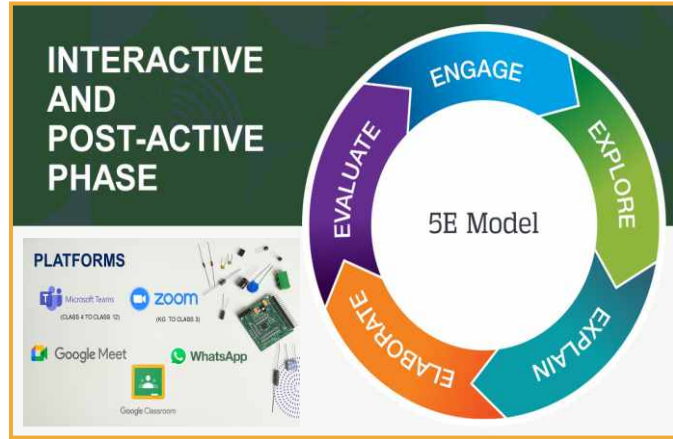 INTERACTIVE
AND
POST-ACTIVE
PHASE
ENGAGE
EXPLORE
EXPLAIN
ELABORATE
EVALUATE
5E Model
PLATFORMS
Microsoft Teams
(CLASS 4 TO CLASS 12)
zoom
(KG TO CLASS 3)
Google Meet
WhatsApp
Google Classroom